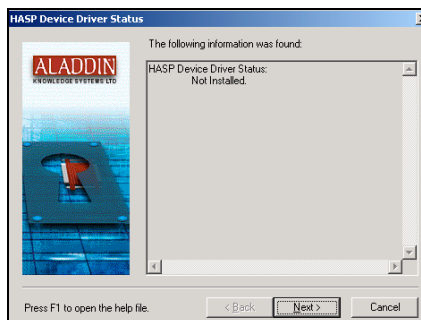 HASP Device Driver Status
The following information was found:
ALADDIN
KNOWLEDGE SYSTEMS LTD
HASP Device Driver Status:
Not Installed.
Press F1 to open the help file.
< Back
Next >
Cancel